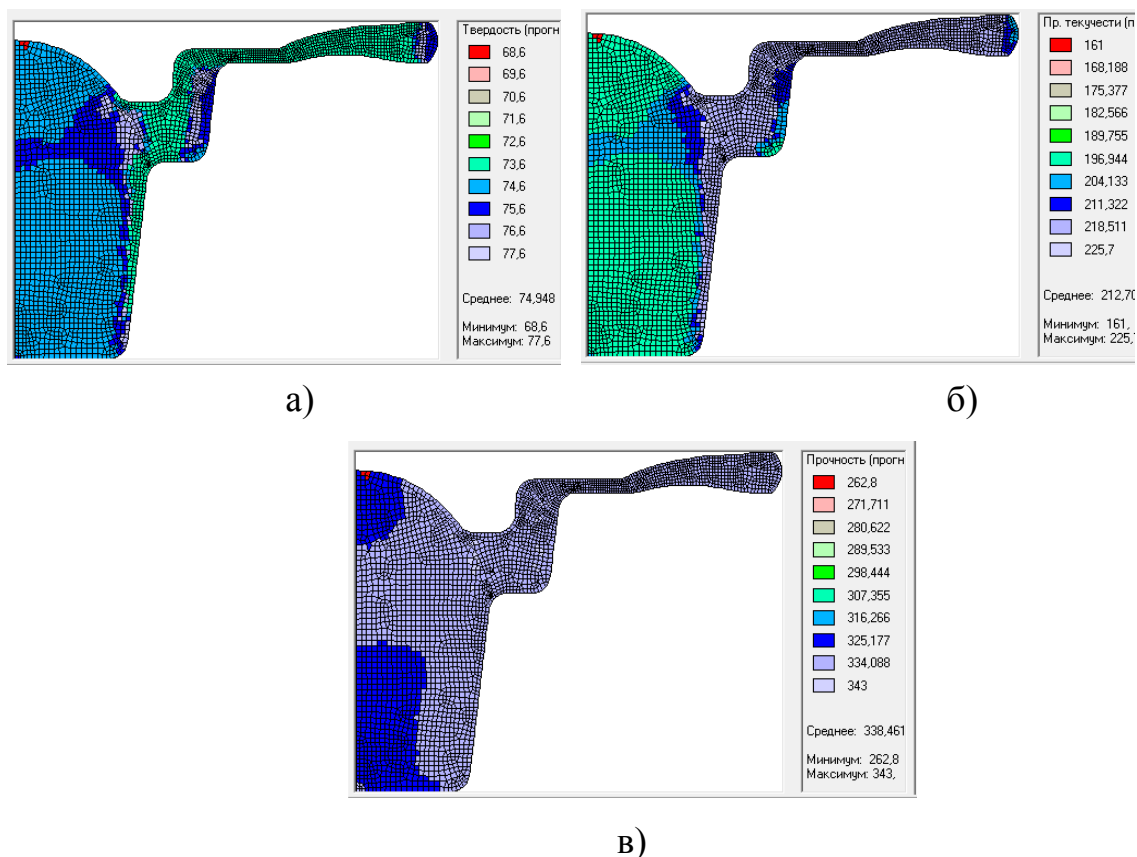 Твердость (прогн
68,6
69,6
70,6
71,6
72,6
73,6
74,6
75,6
76,6
77,6
Среднее: 74,948
Минимум: 68,6
Максимум: 77,6
а)
Пр. текучести (п
161
168,188
175,377
182,566
189,755
196,944
204,133
211,322
218,511
225,7
Среднее: 212,70
Минимум: 161,
Максимум: 225,
б)
Прочность (прогн
262,8
271,711
280,622
289,533
298,444
307,355
316,266
325,177
334,088
343
Среднее: 338,461
Минимум: 262,8
Максимум: 343,
в)